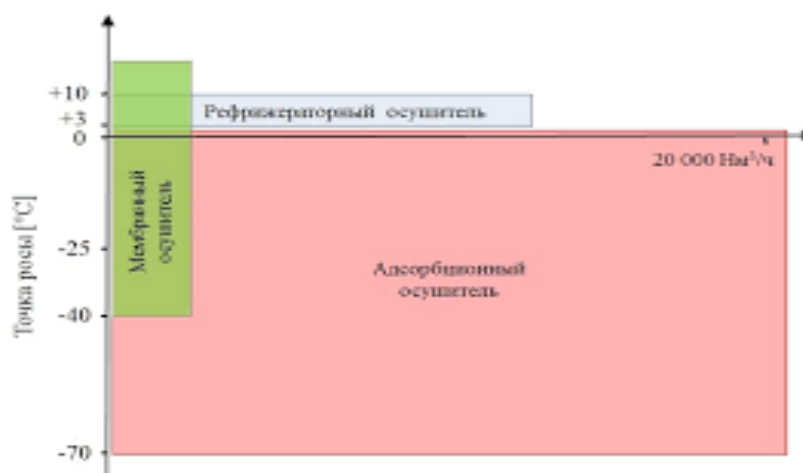 +10
Рефрижераторный осушитель
+3
0
20 000 Нм³/ч
Мембранный
осушитель
Точка росы [°С]
-25
Адсорбционный
осушитель
-40
-70